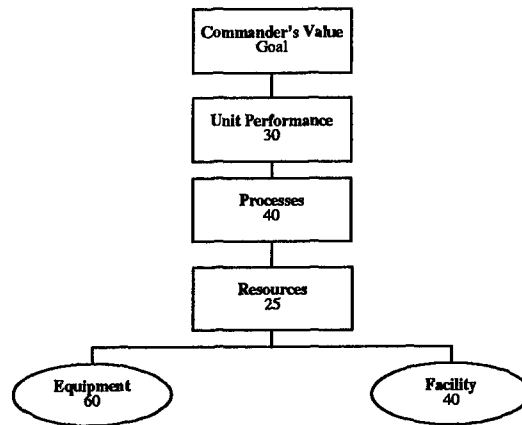 Commander's Value
Goal
Unit Performance
30
Processes
40
Resources
25
Equipment
60
Facility
40